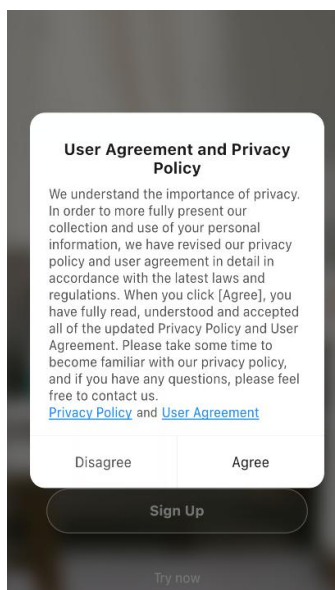 User Agreement and Privacy
Policy
We understand the importance of privacy.
In order to more fully present our
collection and use of your personal
information, we have revised our privacy
policy and user agreement in detail in
accordance with the latest laws and
regulations. When you click [Agree], you
have fully read, understood and accepted
all of the updated Privacy Policy and User
Agreement. Please take some time to
become familiar with our privacy policy,
and if you have any questions, please feel
free to contact us.
Privacy Policy and User Agreement
Disagree Agree
Sign Up
Try now